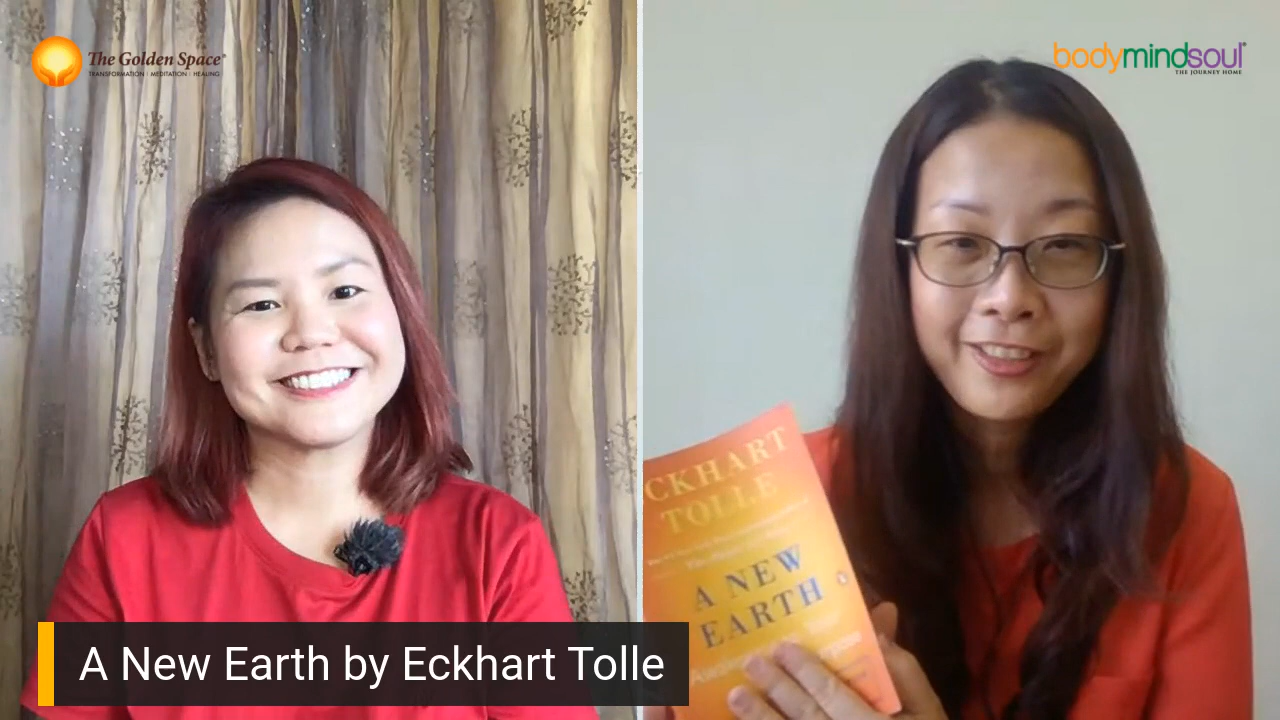 The Golden Space
TRANSFORMATION | MEDITATION | HEALING
bodymindsoul
THE JOURNEY HOME
CKHART
TOLLE
A NEW
EARTH
A New Earth by Eckhart Tolle